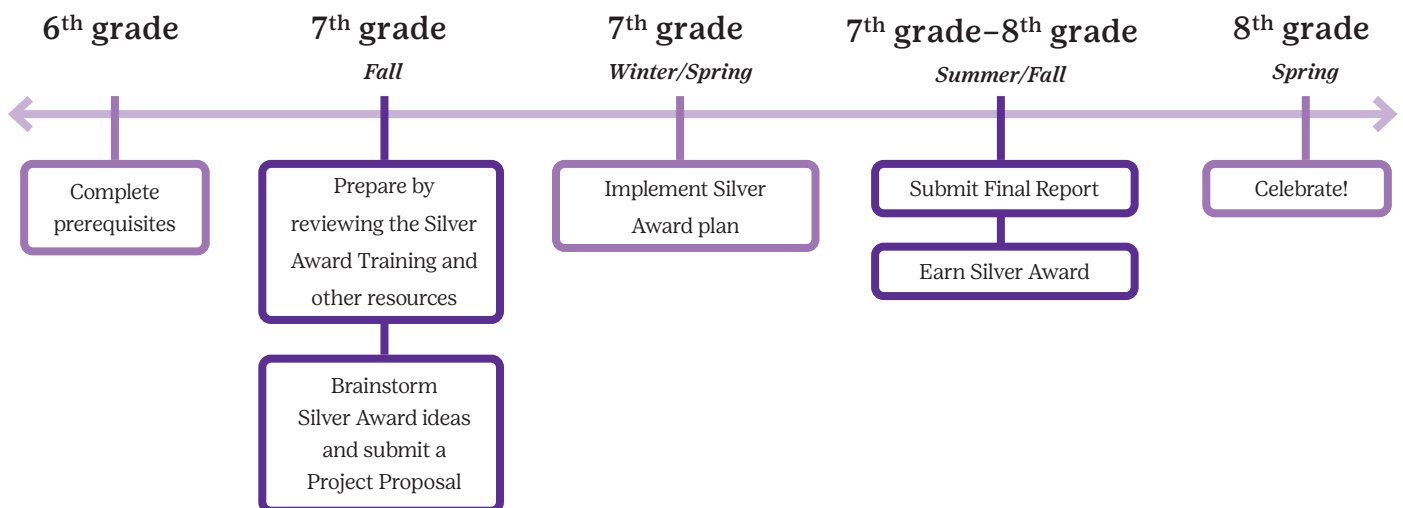 6th grade
7th grade
Fall
7th grade
Winter/Spring
7th grade–8th grade
Summer/Fall
8th grade
Spring
Complete
prerequisites
Prepare by
reviewing the Silver
Award Training and
other resources
Brainstorm
Silver Award ideas
and submit a
Project Proposal
Implement Silver
Award plan
Submit Final Report
Earn Silver Award
Celebrate!